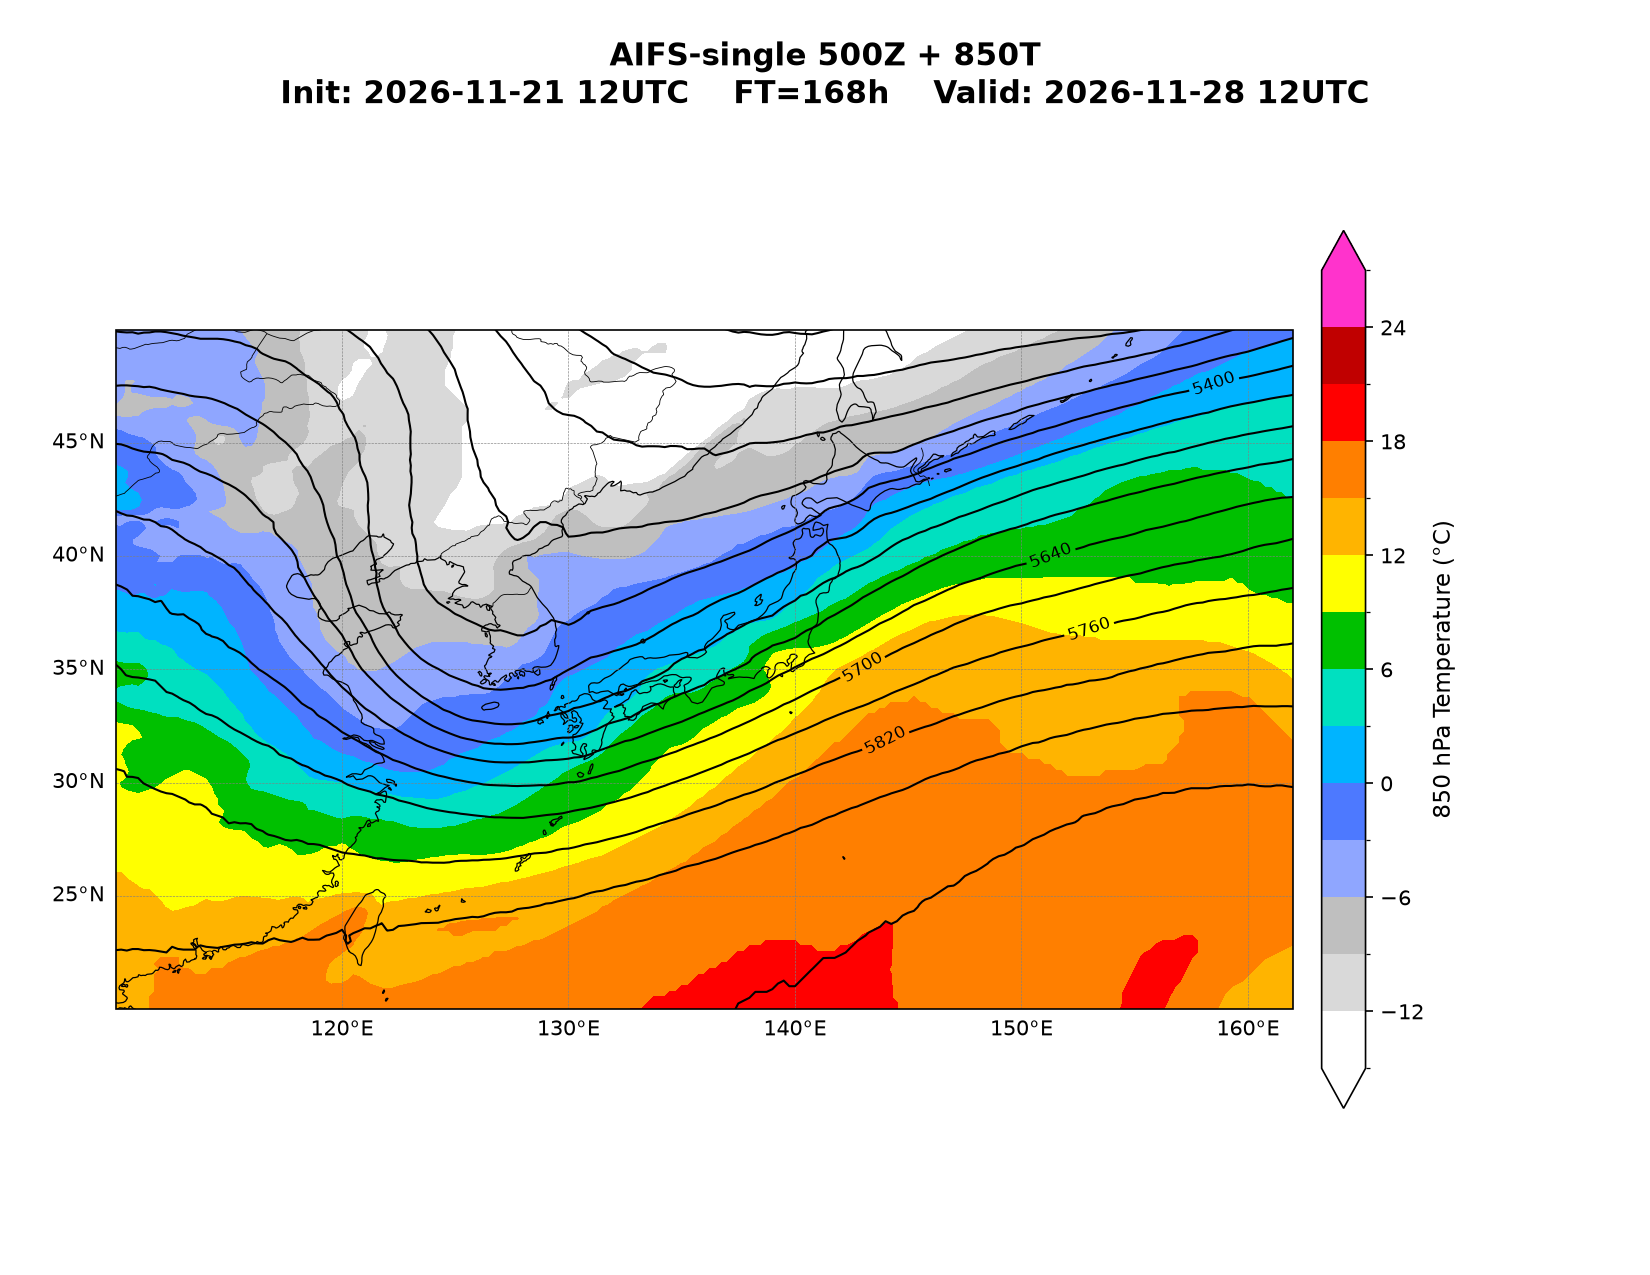 AIFS-single 500Z + 850T
Init: 2026-11-21 12UTC    FT=168h    Valid: 2026-11-28 12UTC
24
18
12
6
0
−6
−12
850 hPa Temperature (°C)
45°N
40°N
35°N
30°N
25°N
5400
5640
5760
5700
5820
120°E
130°E
140°E
150°E
160°E